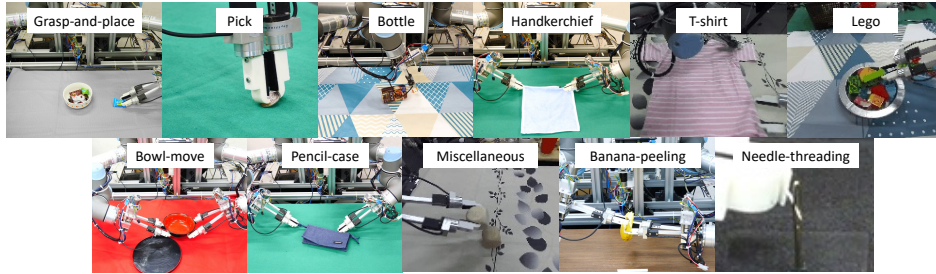 Grasp-and-place
Pick
Bottle
Handkerchief
T-shirt
Lego
Bowl-move
Pencil-case
Miscellaneous
Banana-peeling
Needle-threading